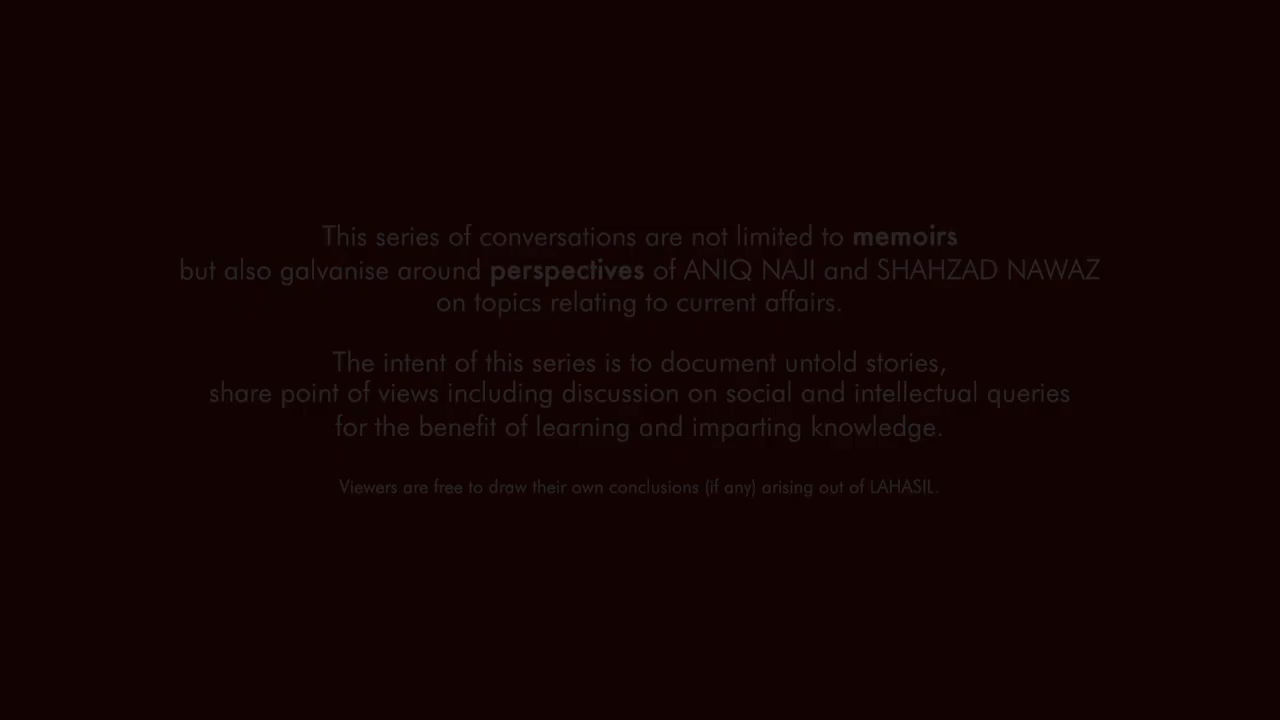 This series of conversations are not limited to memoirs
but also galvanise around perspectives of ANIQ NAJI and SHAHZAD NAWAZ
on topics relating to current affairs.
The intent of this series is to document untold stories,
share point of views including discussion on social and intellectual queries
for the benefit of learning and imparting knowledge.
Viewers are free to draw their own conclusions (if any) arising out of LAHASIL.